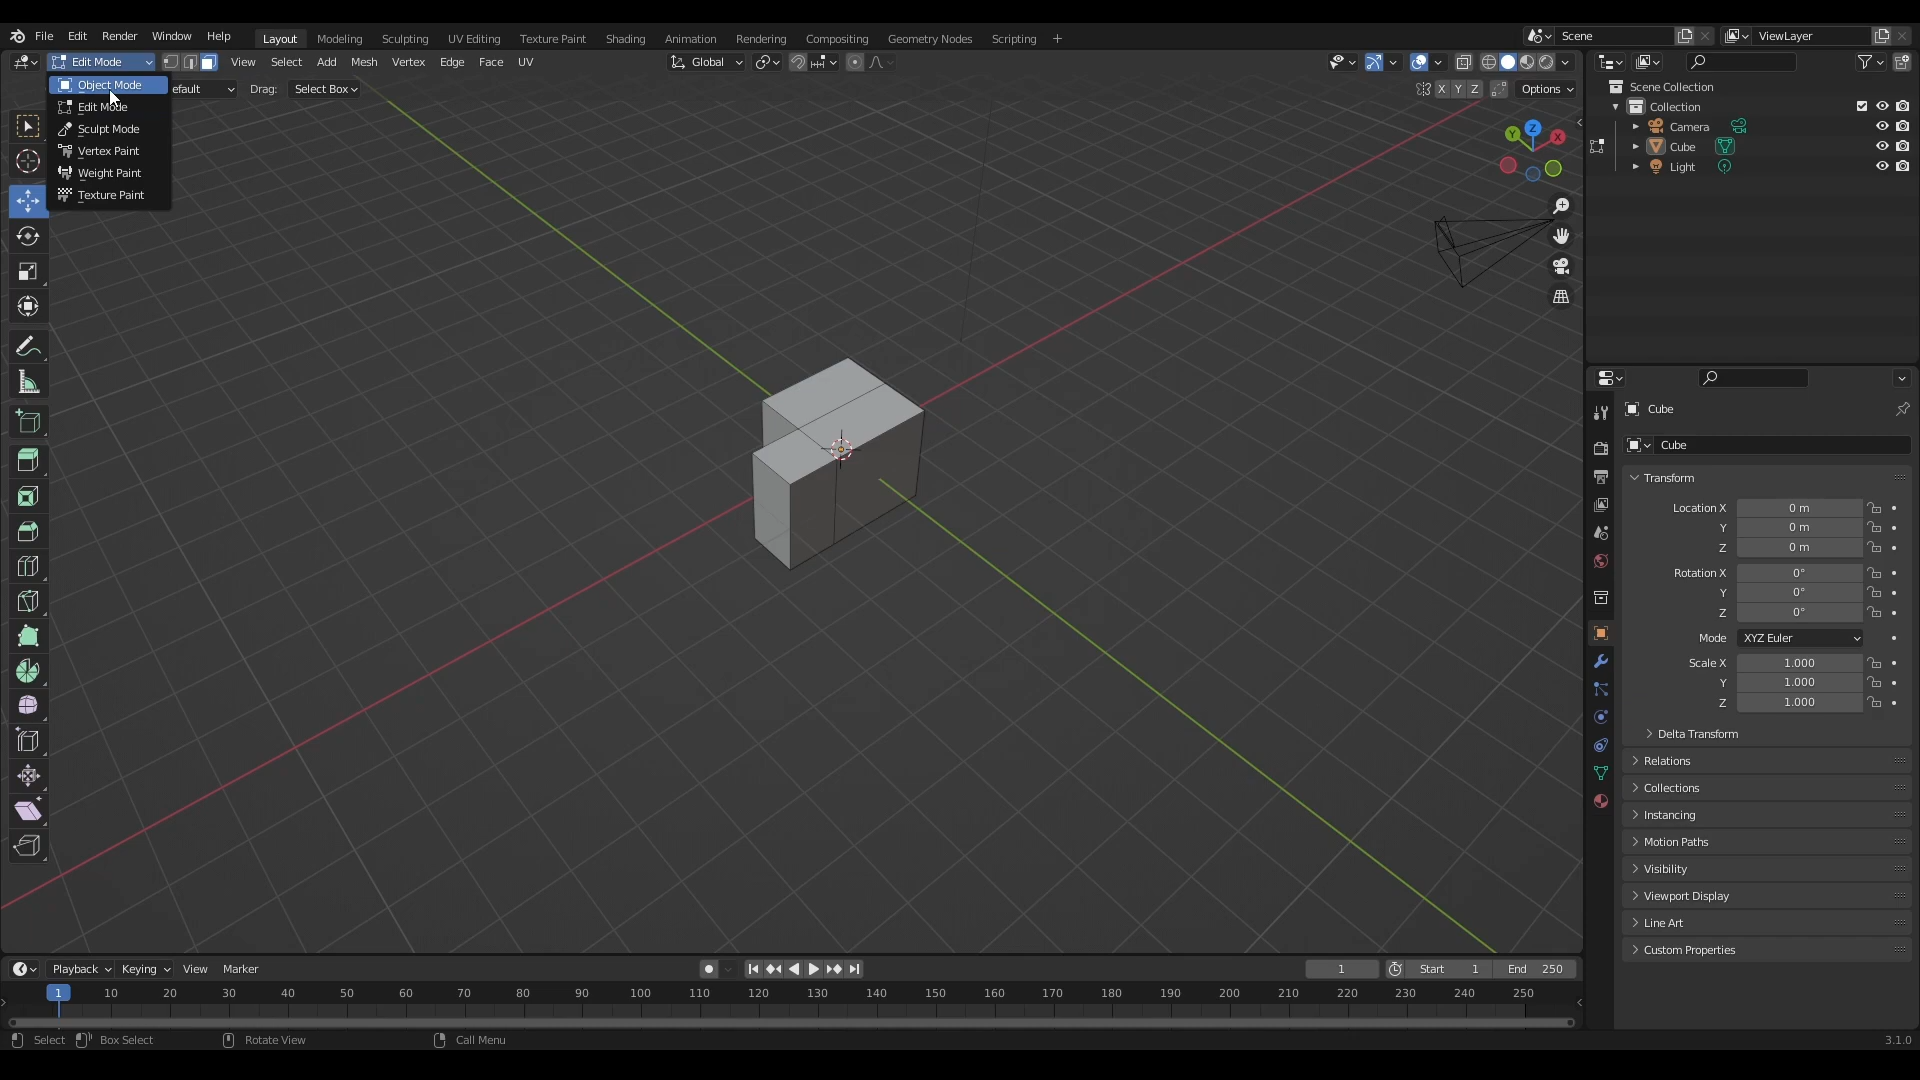 File Edit Render Window Help Layout Modeling Sculpting UV Editing Texture Paint Shading Animation Rendering Compositing Geometry Nodes Scripting + Scene ViewLayer
Edit Mode View Select Add Mesh Vertex Edge Face UV Global
Object Mode
Edit Mode
Sculpt Mode
Vertex Paint
Weight Paint
Texture Paint
efault Drag: Select Box X Y Z Options
Z
Y X
Scene Collection
Collection
Camera
Cube
Light
Cube
Cube
Transform
Location X 0 m
Y 0 m
Z 0 m
Rotation X 0°
Y 0°
Z 0°
Mode XYZ Euler
Scale X 1.000
Y 1.000
Z 1.000
Delta Transform
Relations
Collections
Instancing
Motion Paths
Visibility
Viewport Display
Line Art
Custom Properties
Playback Keying View Marker 1 Start 1 End 250
1 10 20 30 40 50 60 70 80 90 100 110 120 130 140 150 160 170 180 190 200 210 220 230 240 250
Select Box Select Rotate View Call Menu 3.1.0